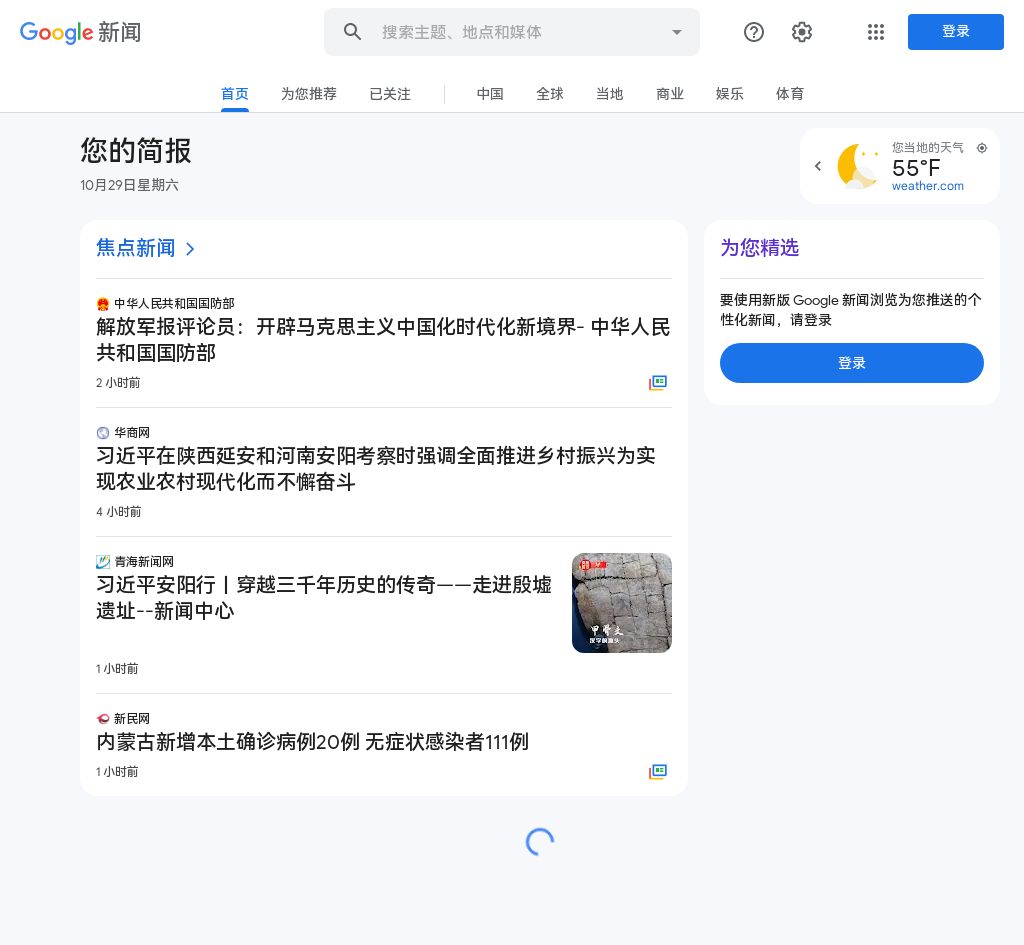 Google 新闻
搜索主题、地点和媒体
登录
首页
为您推荐
已关注
中国
全球
当地
商业
娱乐
体育
您的简报
10月29日星期六
您当地的天气
55°F
weather.com
焦点新闻
中华人民共和国国防部
解放军报评论员：开辟马克思主义中国化时代化新境界- 中华人民
共和国国防部
2 小时前
华商网
习近平在陕西延安和河南安阳考察时强调全面推进乡村振兴为实
现农业农村现代化而不懈奋斗
4 小时前
青海新闻网
习近平安阳行丨穿越三千年历史的传奇——走进殷墟
遗址--新闻中心
甲骨文
汉字的源头
1 小时前
新民网
内蒙古新增本土确诊病例20例 无症状感染者111例
1 小时前
为您精选
要使用新版 Google 新闻浏览为您推送的个
性化新闻，请登录
登录